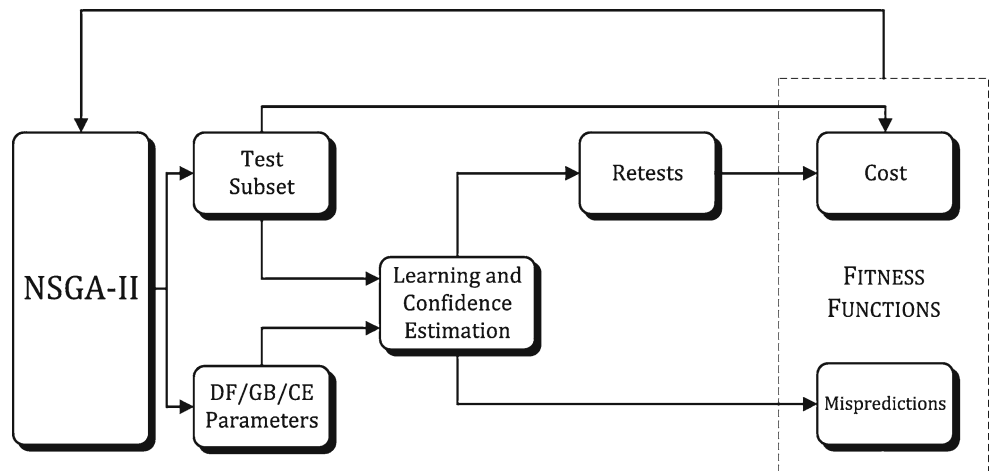 NSGA-II
Test
Subset
DF/GB/CE
Parameters
Learning and
Confidence
Estimation
Retests
Cost
FITNESS
FUNCTIONS
Mispredictions